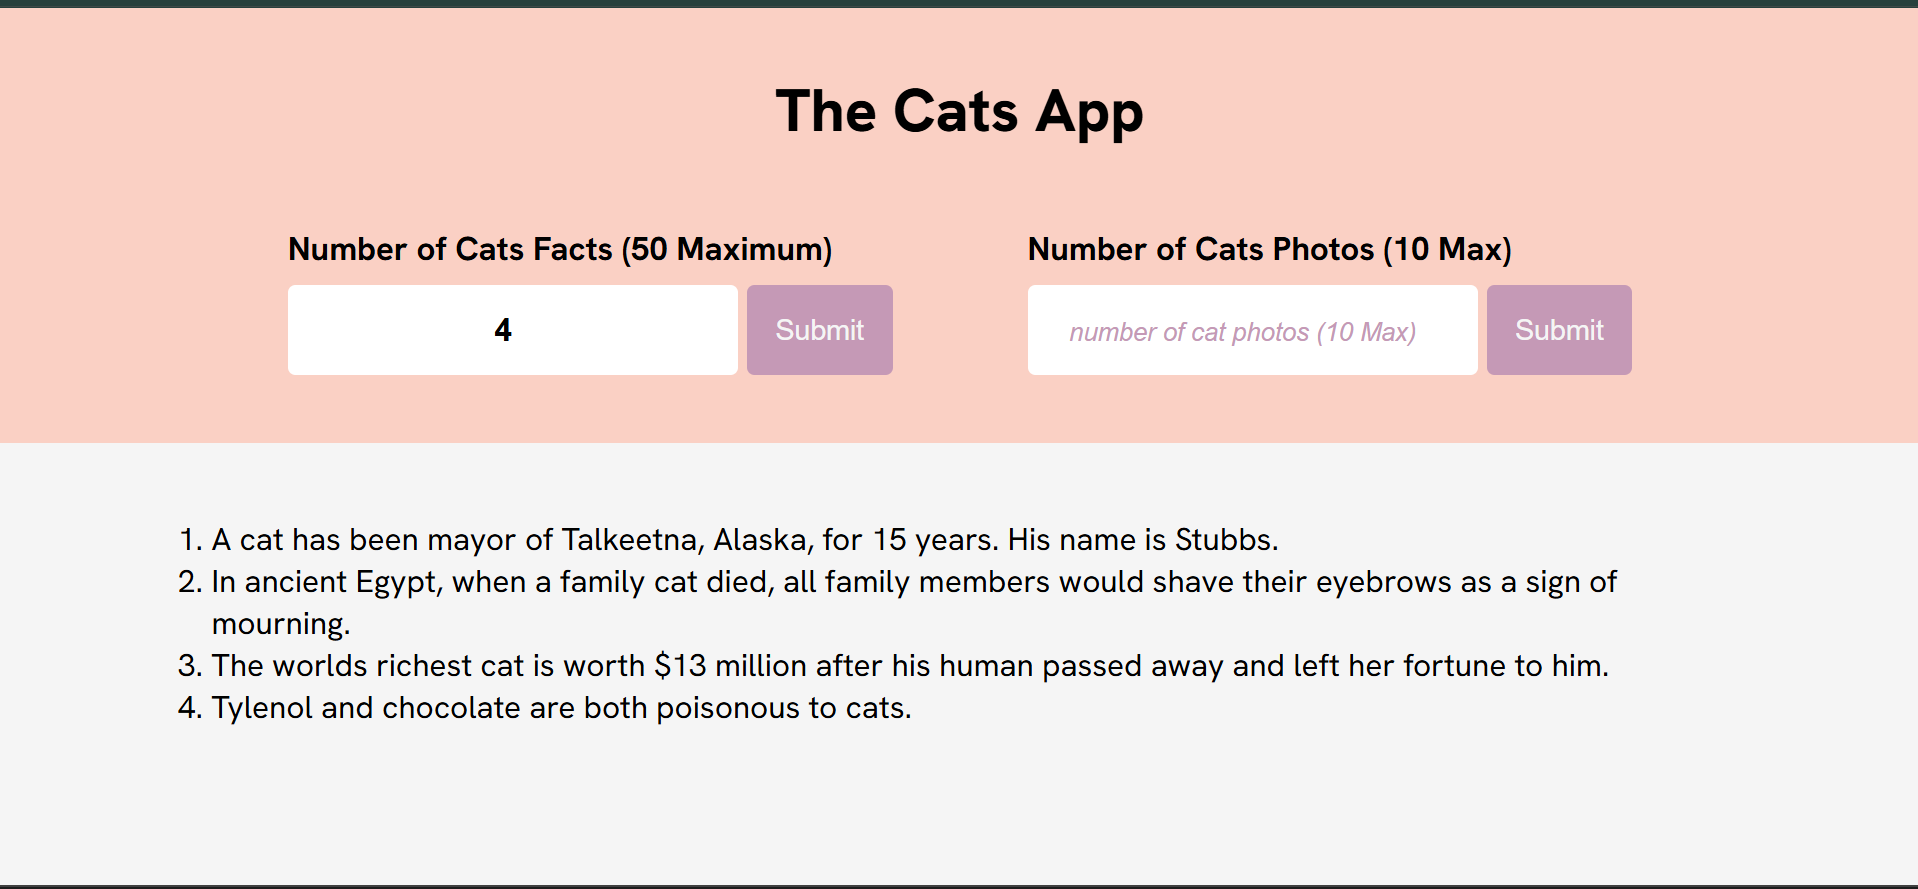 The Cats App
Number of Cats Facts (50 Maximum)
4
Submit
Number of Cats Photos (10 Max)
number of cat photos (10 Max)
Submit
1. A cat has been mayor of Talkeetna, Alaska, for 15 years. His name is Stubbs.
2. In ancient Egypt, when a family cat died, all family members would shave their eyebrows as a sign of
mourning.
3. The worlds richest cat is worth $13 million after his human passed away and left her fortune to him.
4. Tylenol and chocolate are both poisonous to cats.